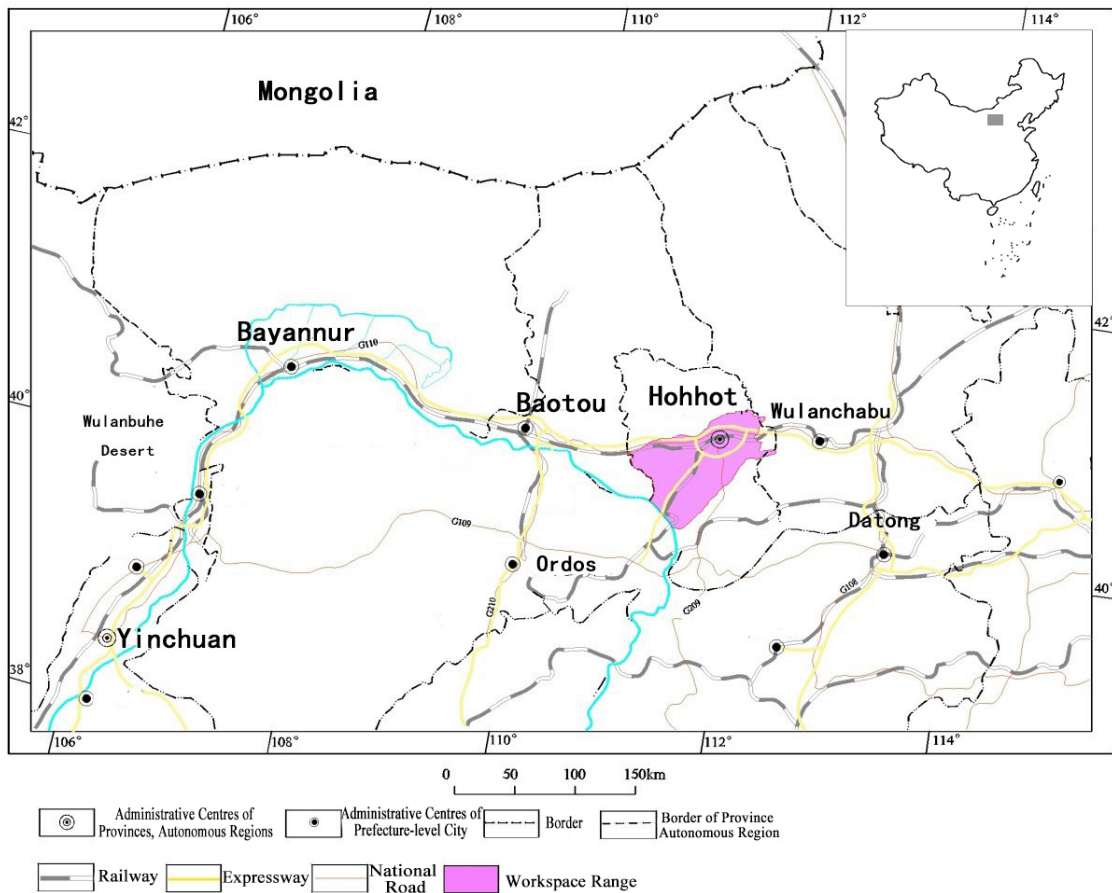 106°
108°
110°
112°
114°
Mongolia
42°
42°
Bayannur
G110
40°
Baotou
Hohhot
Wulanchabu
Wulanbuhe
Desert
G109
Datong
Ordos
40°
G108
G210
G209
Yinchuan
38°
106°
108°
110°
112°
114°
0 50 100 150km
Administrative Centres of
Provinces, Autonomous Regions
Administrative Centres of
Prefecture-level City
Border
Border of Province
Autonomous Region
Railway
Expressway
National
Road
Workspace Range